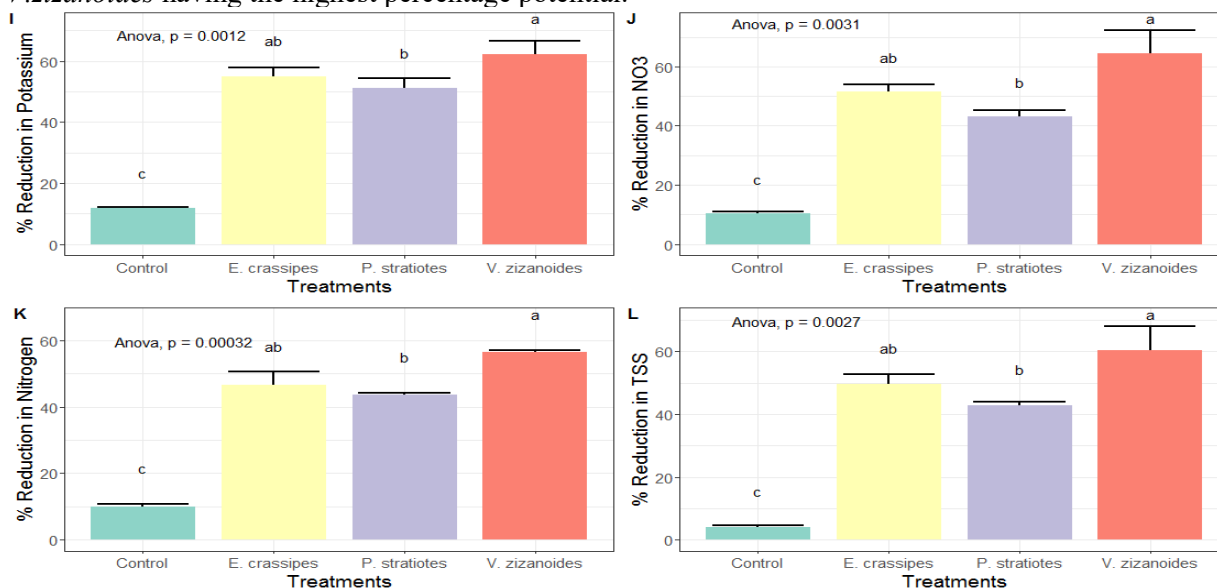 having the highest percentage potential.
I
Anova, p = 0.0012
c
ab
b
a
% Reduction in Potassium
60
40
20
0
Control E. crassipes P. stratiotes V. zizanoides
Treatments
J
Anova, p = 0.0031
c
ab
b
a
% Reduction in NO3
60
40
20
0
Control E. crassipes P. stratiotes V. zizanoides
Treatments
K
Anova, p = 0.00032
c
ab
b
a
% Reduction in Nitrogen
60
40
20
0
Control E. crassipes P. stratiotes V. zizanoides
Treatments
L
Anova, p = 0.0027
c
ab
b
a
% Reduction in TSS
60
40
20
0
Control E. crassipes P. stratiotes V. zizanoides
Treatments